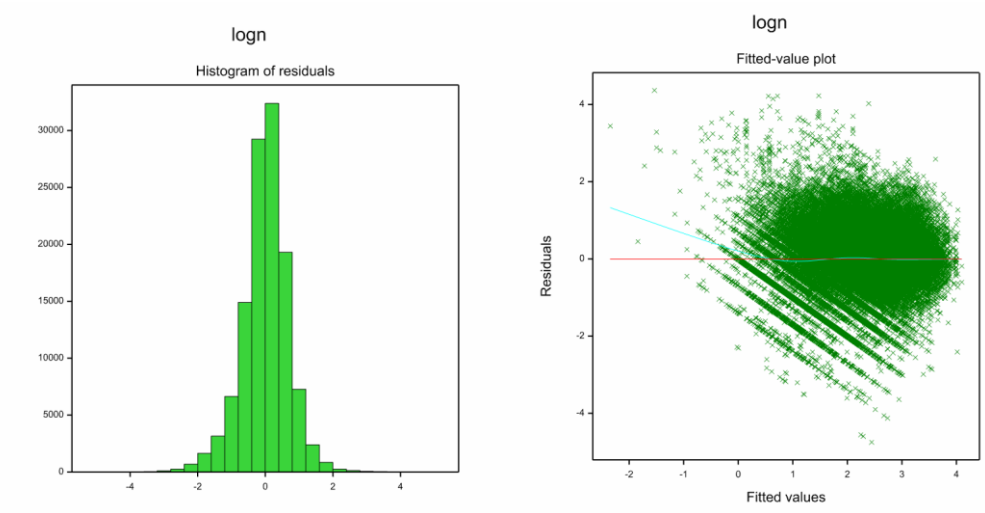 logn
Histogram of residuals
30000
25000
20000
15000
10000
5000
0
-4 -2 0 2 4
logn
Fitted-value plot
4
2
0
-2
-4
Residuals
-2 -1 0 1 2 3 4
Fitted values